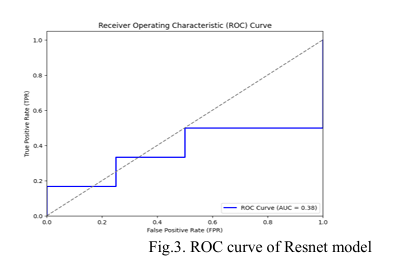 Receiver Operating Characteristic (ROC) Curve
1.0
0.8
0.6
0.4
0.2
0.0
True Positive Rate (TPR)
0.0 0.2 0.4 0.6 0.8 1.0
False Positive Rate (FPR)
ROC Curve (AUC = 0.38)
Fig.3. ROC curve of Resnet model